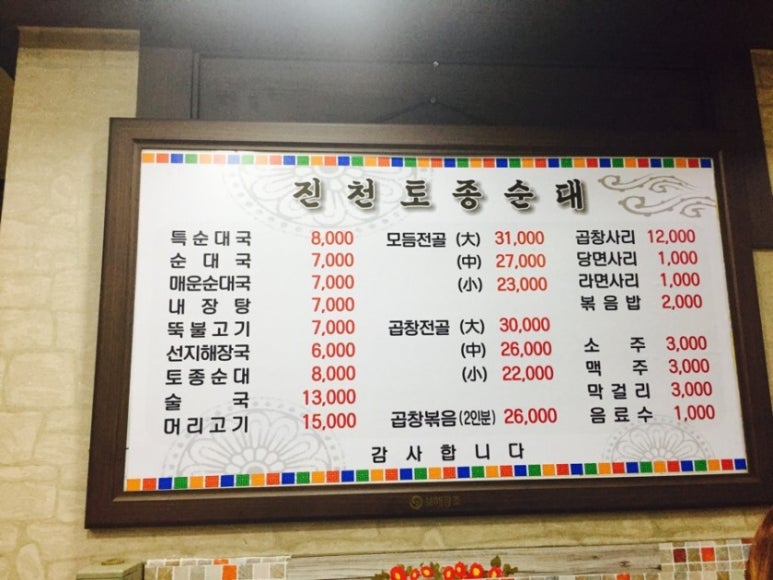 진천토종순대
특순대국 8,000
순대국 7,000
매운순대국 7,000
내장탕 7,000
뚝불고기 7,000
선지해장국 6,000
토종순대 8,000
술국 13,000
머리고기 15,000
모듬전골 (大) 31,000
(中) 27,000
(小) 23,000
곱창전골 (大) 30,000
(中) 26,000
(小) 22,000
곱창볶음(2인분) 26,000
곱창사리 12,000
당면사리 1,000
라면사리 1,000
볶음밥 2,000
소주 3,000
맥주 3,000
막걸리 3,000
음료수 1,000
감사합니다